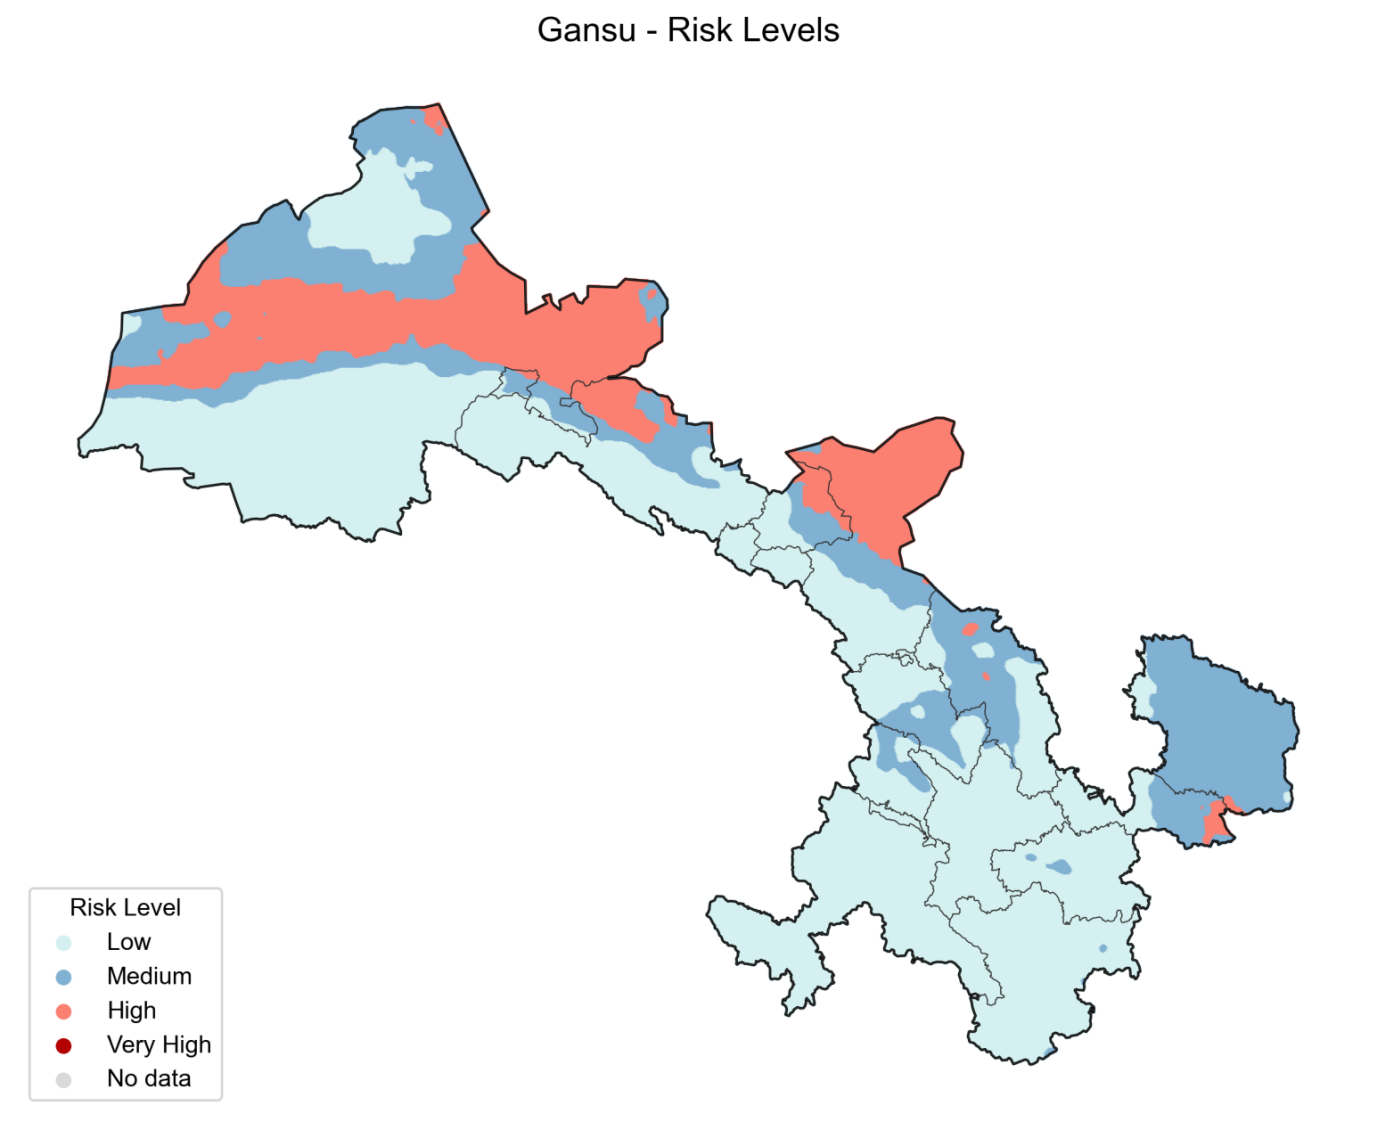 Gansu - Risk Levels
Risk Level
Low
Medium
High
Very High
No data